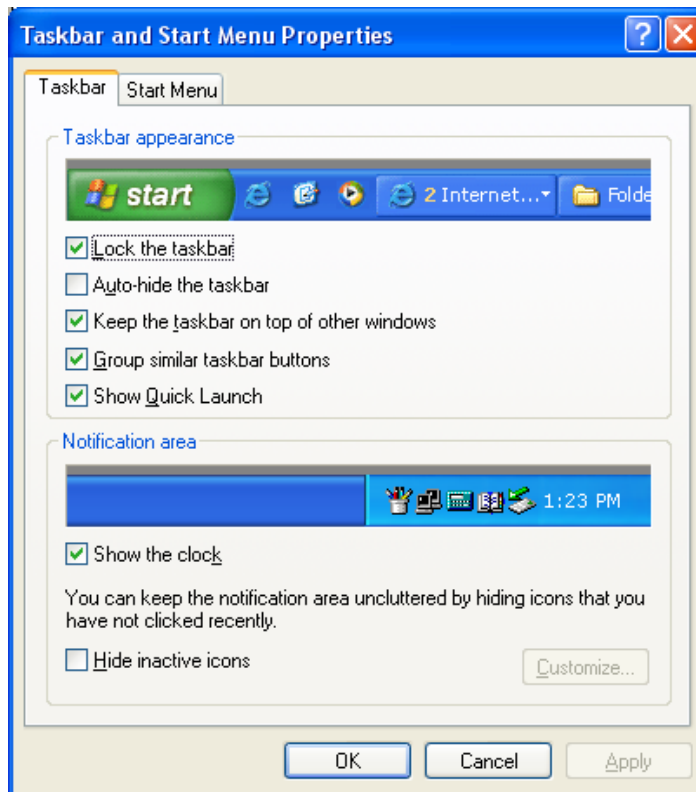 Taskbar and Start Menu Properties
Taskbar
Start Menu
Taskbar appearance
start
2 Internet...
Folde
Lock the taskbar
Auto-hide the taskbar
Keep the taskbar on top of other windows
Group similar taskbar buttons
Show Quick Launch
Notification area
1:23 PM
Show the clock
You can keep the notification area uncluttered by hiding icons that you
have not clicked recently.
Hide inactive icons
Customize...
OK
Cancel
Apply